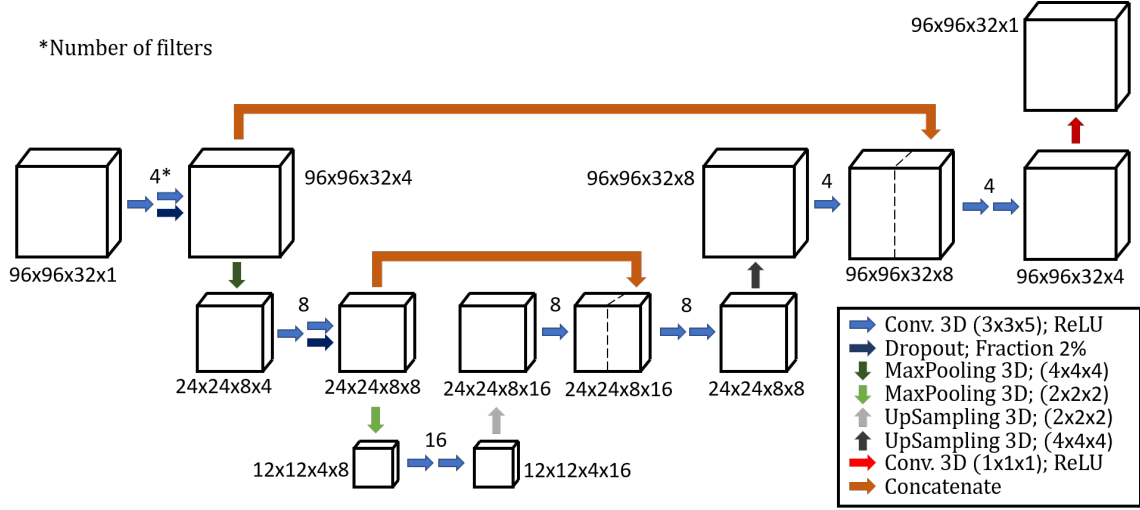 96x96x32x1
*Number of filters
4*
96x96x32x4
96x96x32x8
4
4
96x96x32x1
96x96x32x8
96x96x32x4
8
8
8
24x24x8x4
24x24x8x8
24x24x8x16
24x24x8x16
24x24x8x8
16
12x12x4x8
12x12x4x16
Conv. 3D (3x3x5); ReLU
Dropout; Fraction 2%
MaxPooling 3D; (4x4x4)
MaxPooling 3D; (2x2x2)
UpSampling 3D; (2x2x2)
UpSampling 3D; (4x4x4)
Conv. 3D (1x1x1); ReLU
Concatenate